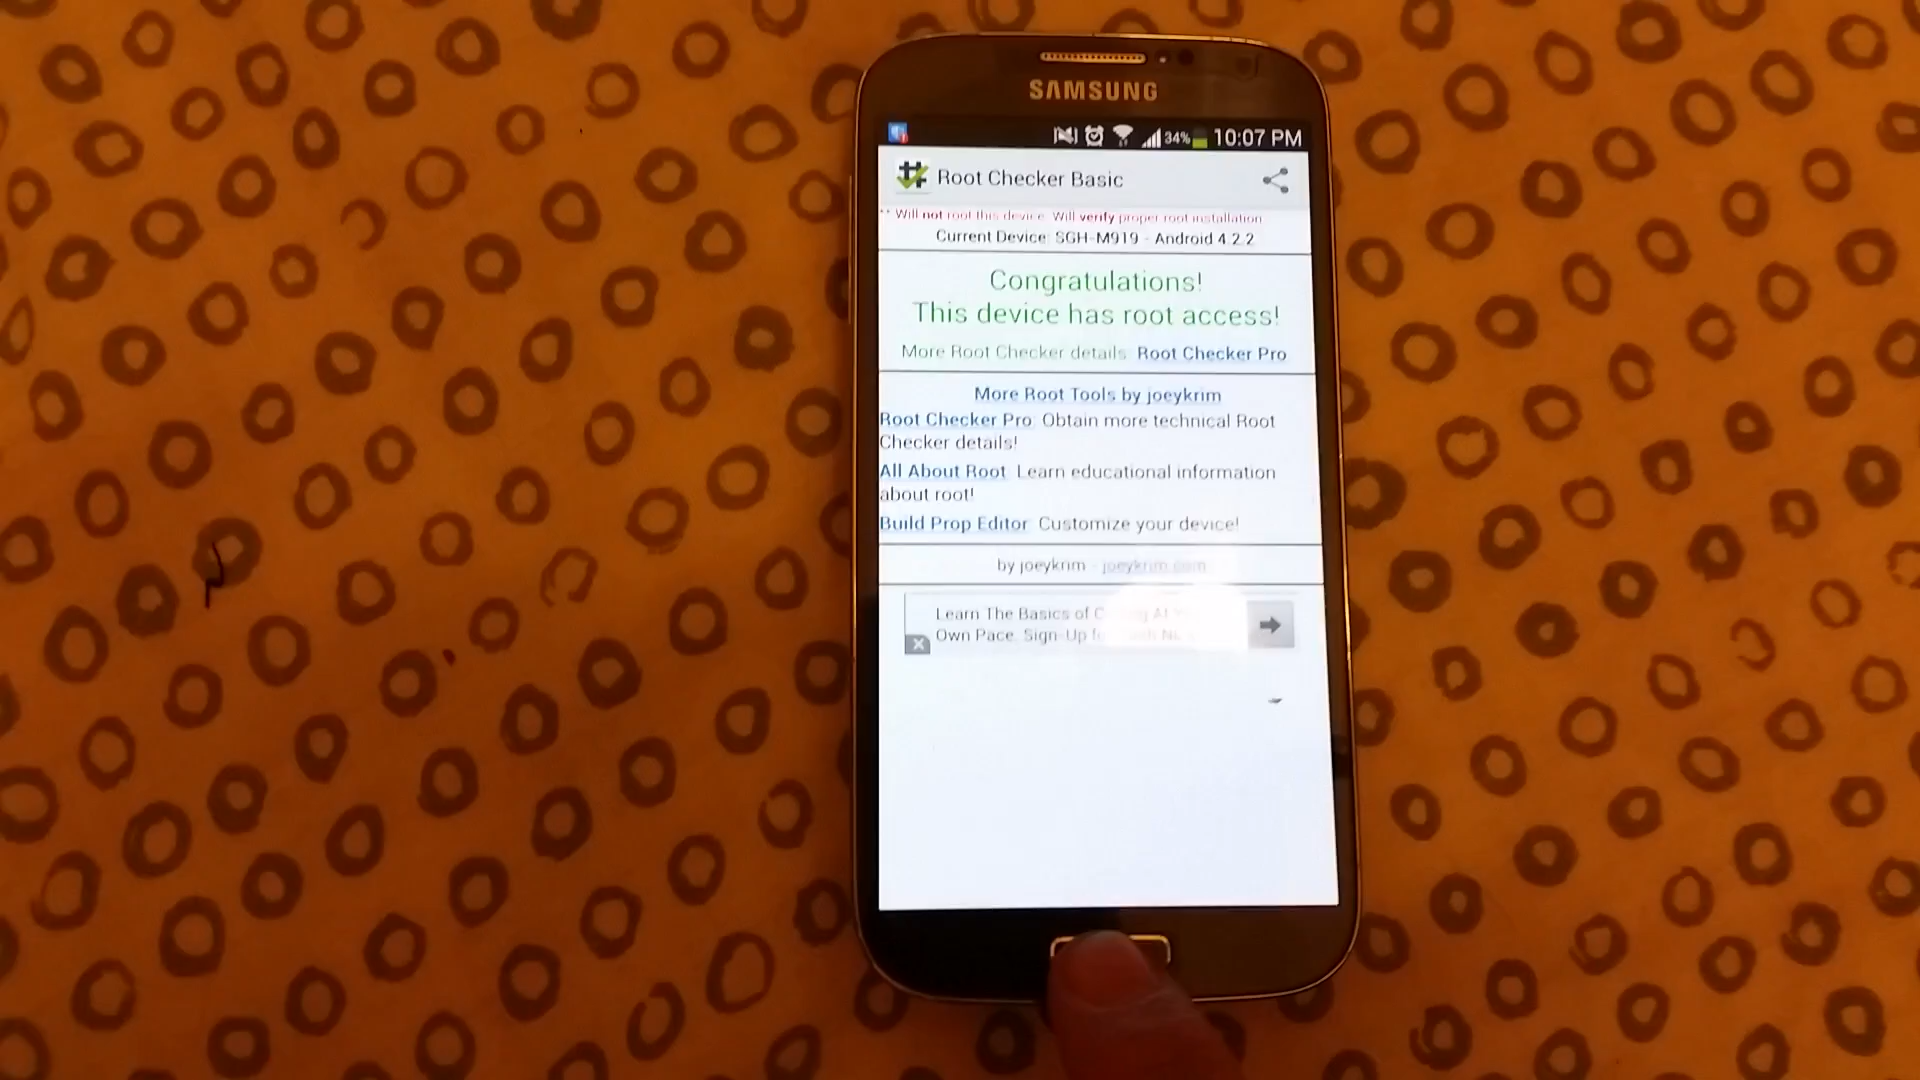 SAMSUNG
34% 10:07 PM
Root Checker Basic
** Will not root this device. Will verify proper root installation
Current Device: SGH-M919 - Android 4.2.2
Congratulations!
This device has root access!
More Root Checker details: Root Checker Pro
More Root Tools by joeykrim
Root Checker Pro: Obtain more technical Root
Checker details!
All About Root: Learn educational information
about root!
Build Prop Editor: Customize your device!
by joeykrim - joeykrim.com
Learn The Basics of
Own Pace. Sign-Up